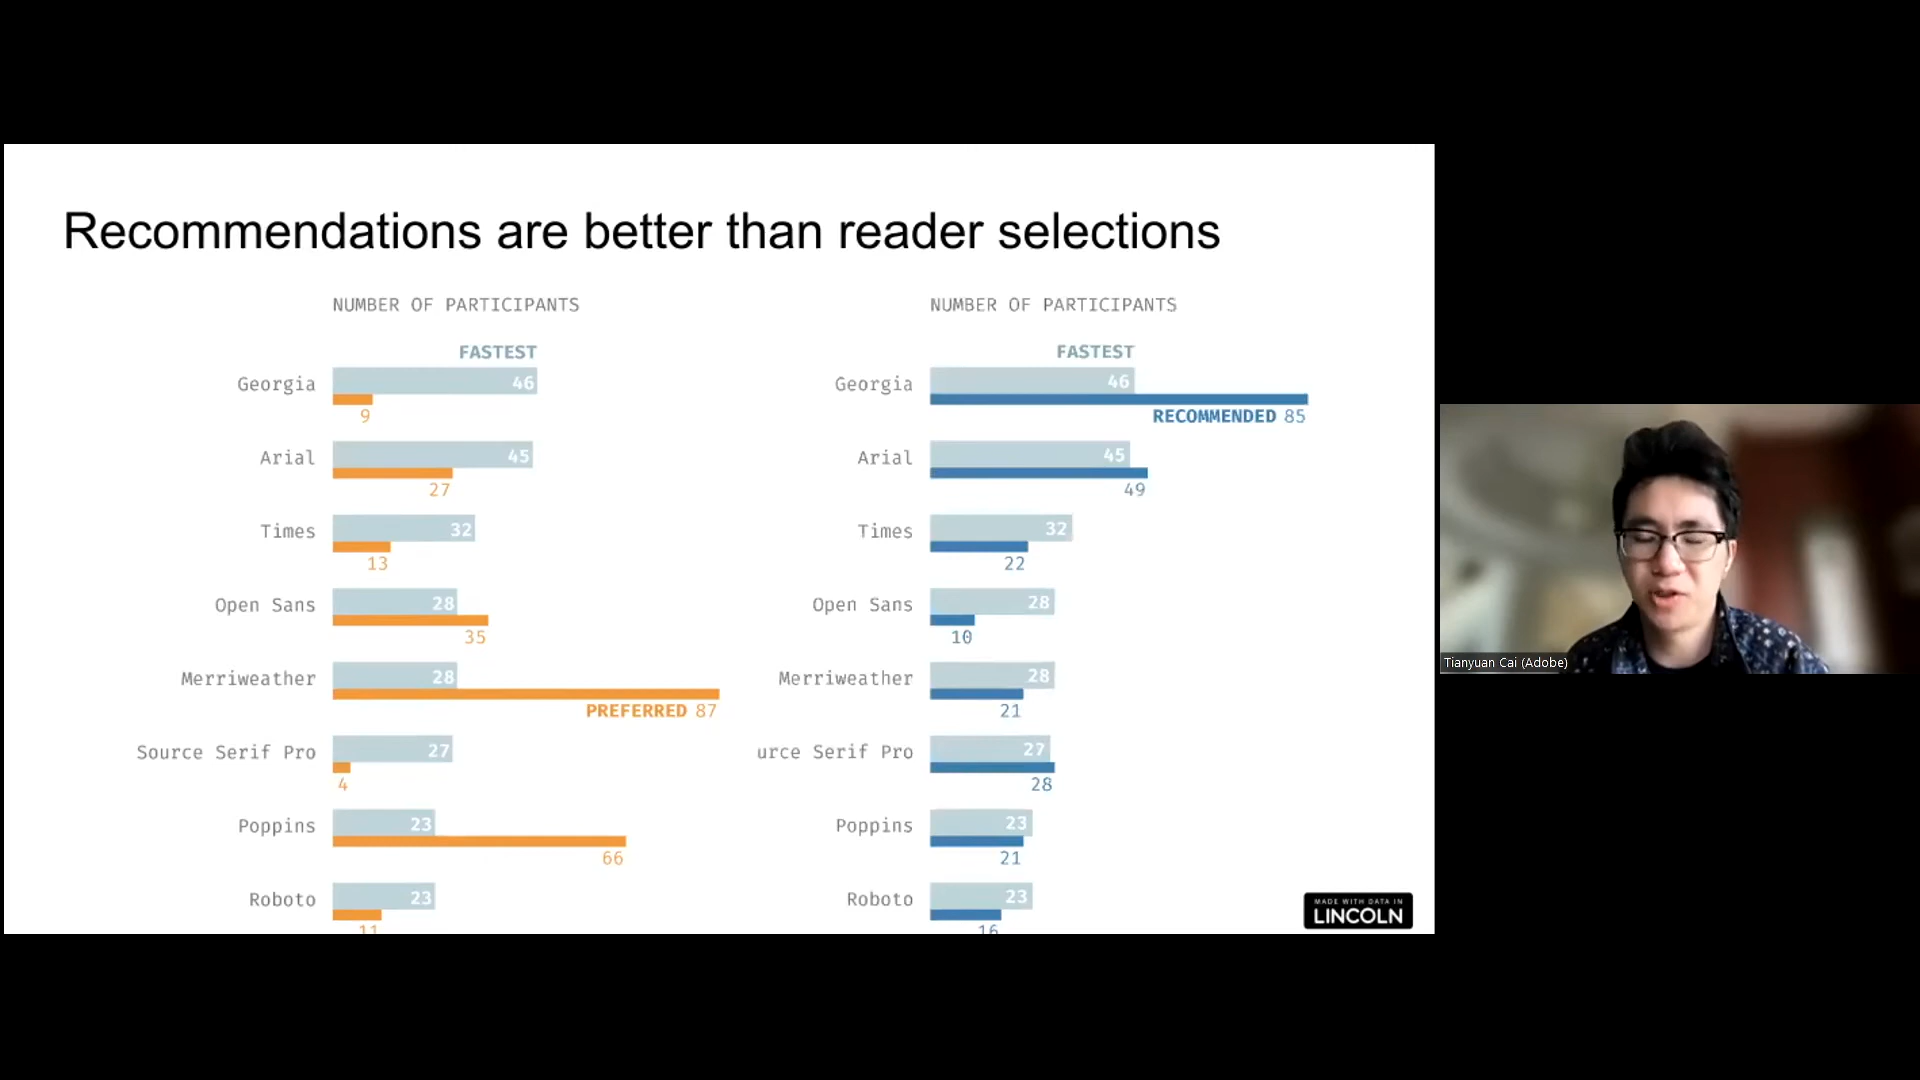 Recommendations are better than reader selections
NUMBER OF PARTICIPANTS
FASTEST
Georgia 46
9
Arial 45
27
Times 32
13
Open Sans 28
35
Merriweather 28
PREFERRED 87
Source Serif Pro 27
4
Poppins 23
66
Roboto 23
11
NUMBER OF PARTICIPANTS
FASTEST
Georgia 46
RECOMMENDED 85
Arial 45
49
Times 32
22
Open Sans 28
10
Merriweather 28
21
urce Serif Pro 27
28
Poppins 23
21
Roboto 23
16
MADE WITH DATA IN
LINCOLN
Tianyuan Cai (Adobe)